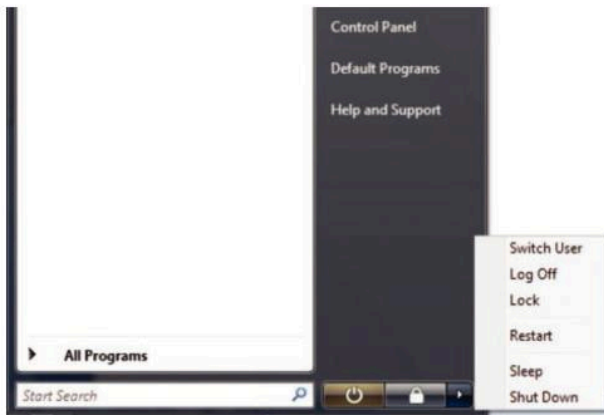 Control Panel
Default Programs
Help and Support
Switch User
Log Off
Lock
Restart
Sleep
Shut Down
All Programs
Start Search